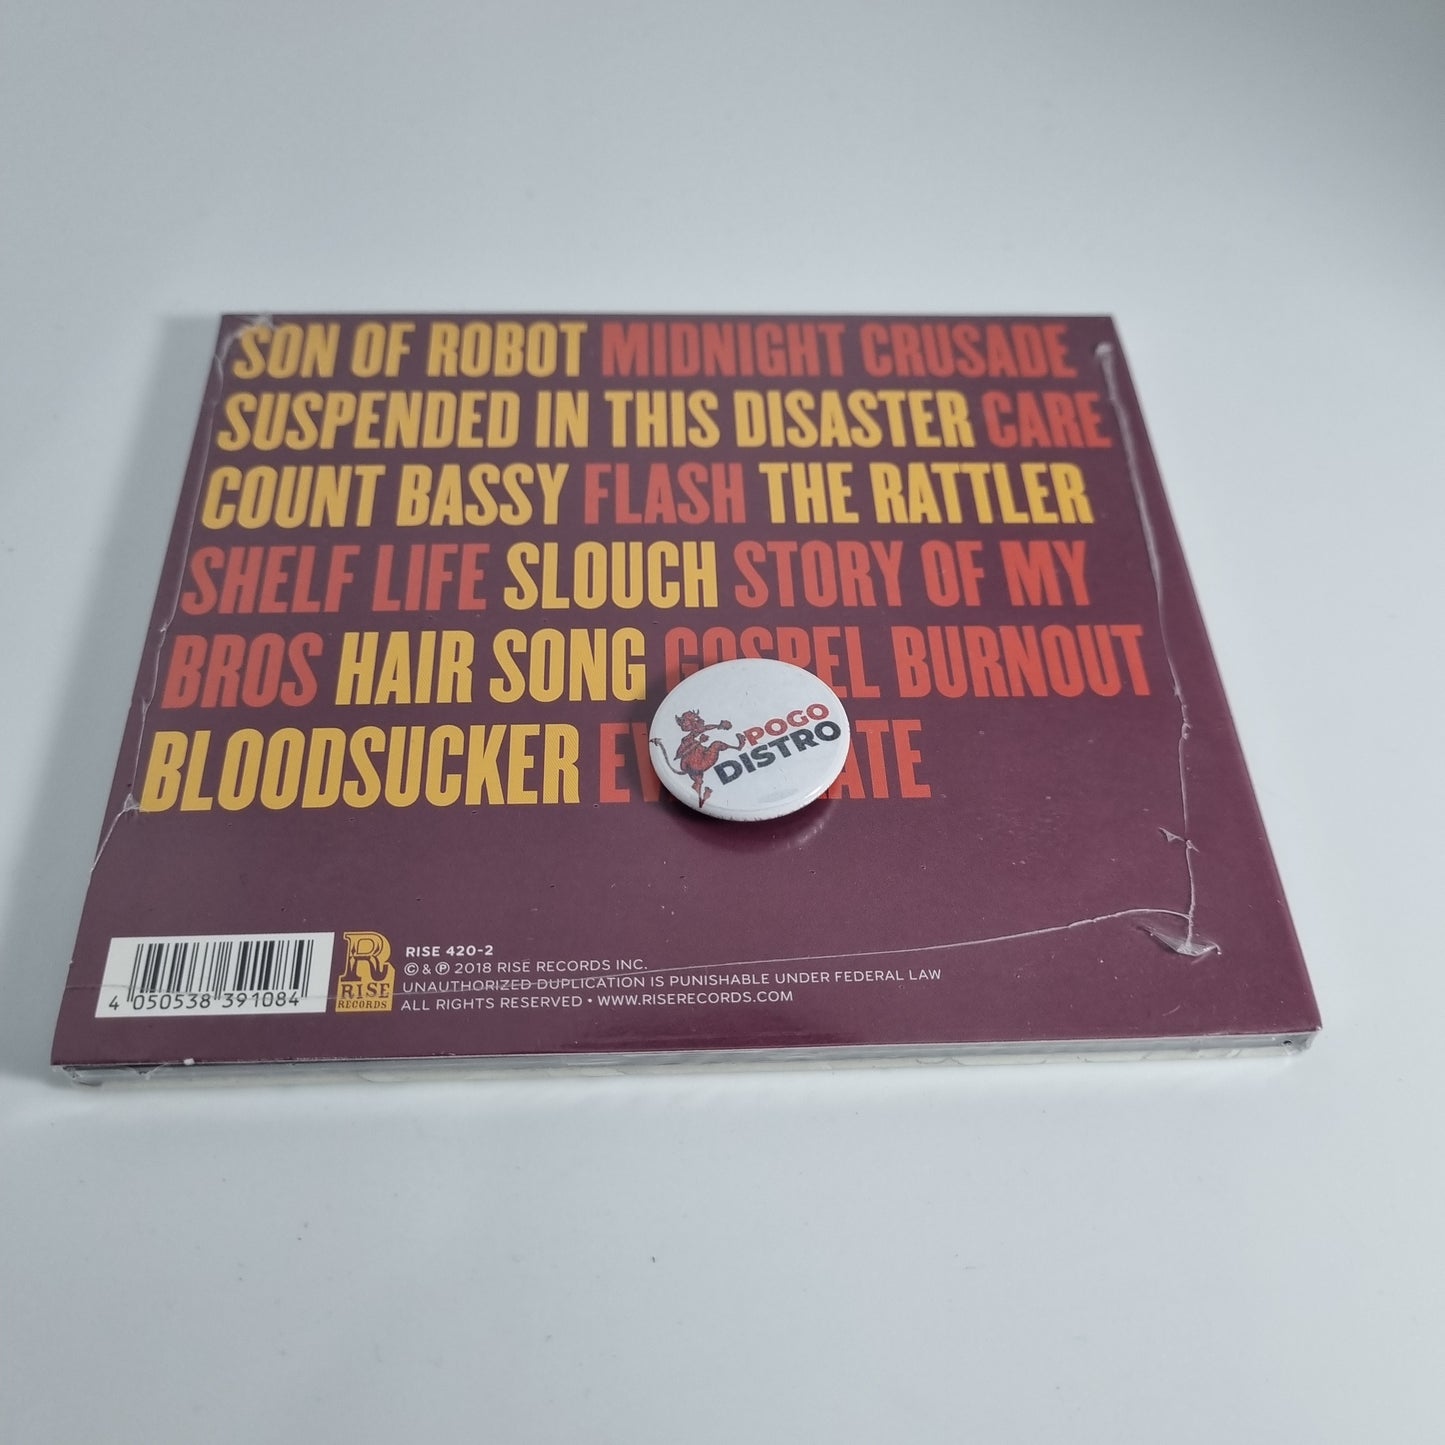 SON OF ROBOT MIDNIGHT CRUSADE
SUSPENDED IN THIS DISASTER CARE
COUNT BASSY FLASH THE RATTLER
SHELF LIFE SLOUCH STORY OF MY
BROS HAIR SONG GOSPEL BURNOUT
BLOODSUCKER
POGO
DISTRO
4 050538 391084
R
RISE
RECORDS
RISE 420-2
© & ℗ 2018 RISE RECORDS INC.
UNAUTHORIZED DUPLICATION IS PUNISHABLE UNDER FEDERAL LAW
ALL RIGHTS RESERVED • WWW.RISERECORDS.COM